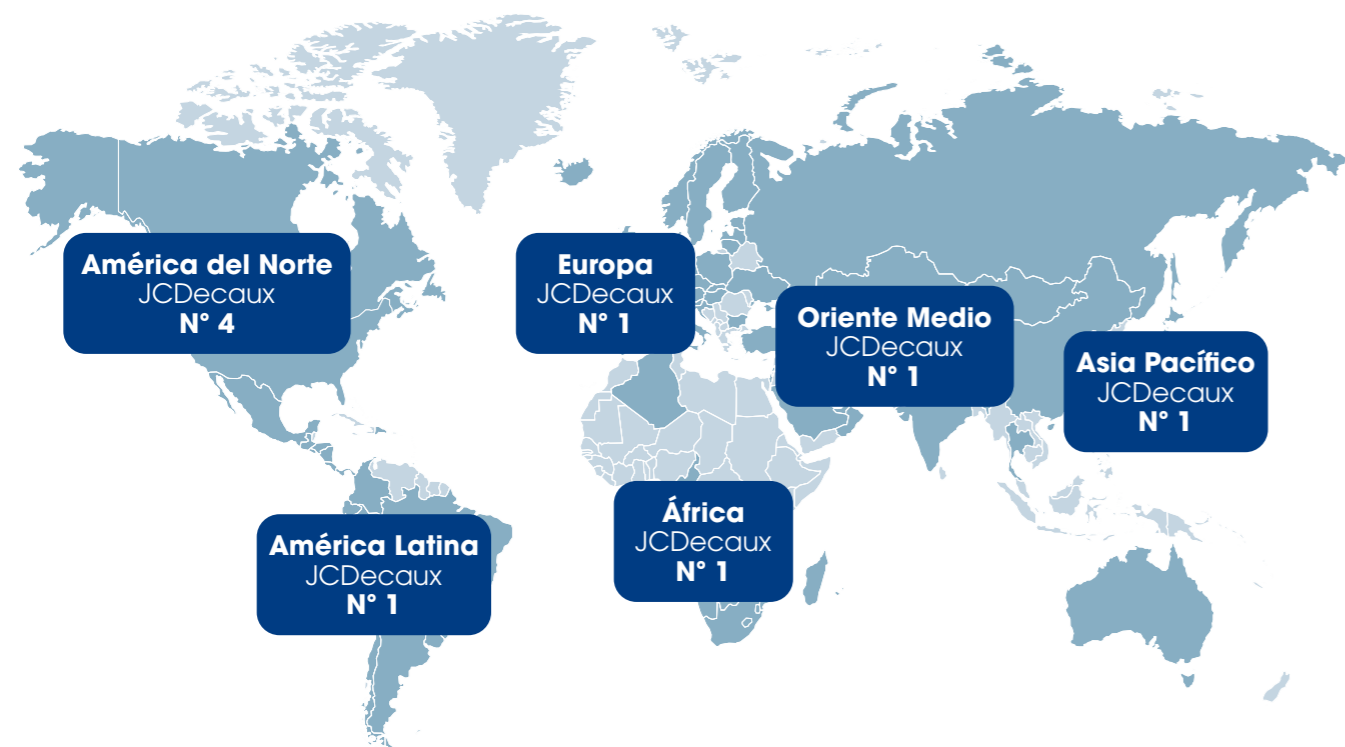 América del Norte
JCDecaux
N° 4
Europa
JCDecaux
N° 1
Oriente Medio
JCDecaux
N° 1
Asia Pacífico
JCDecaux
N° 1
África
JCDecaux
N° 1
América Latina
JCDecaux
N° 1